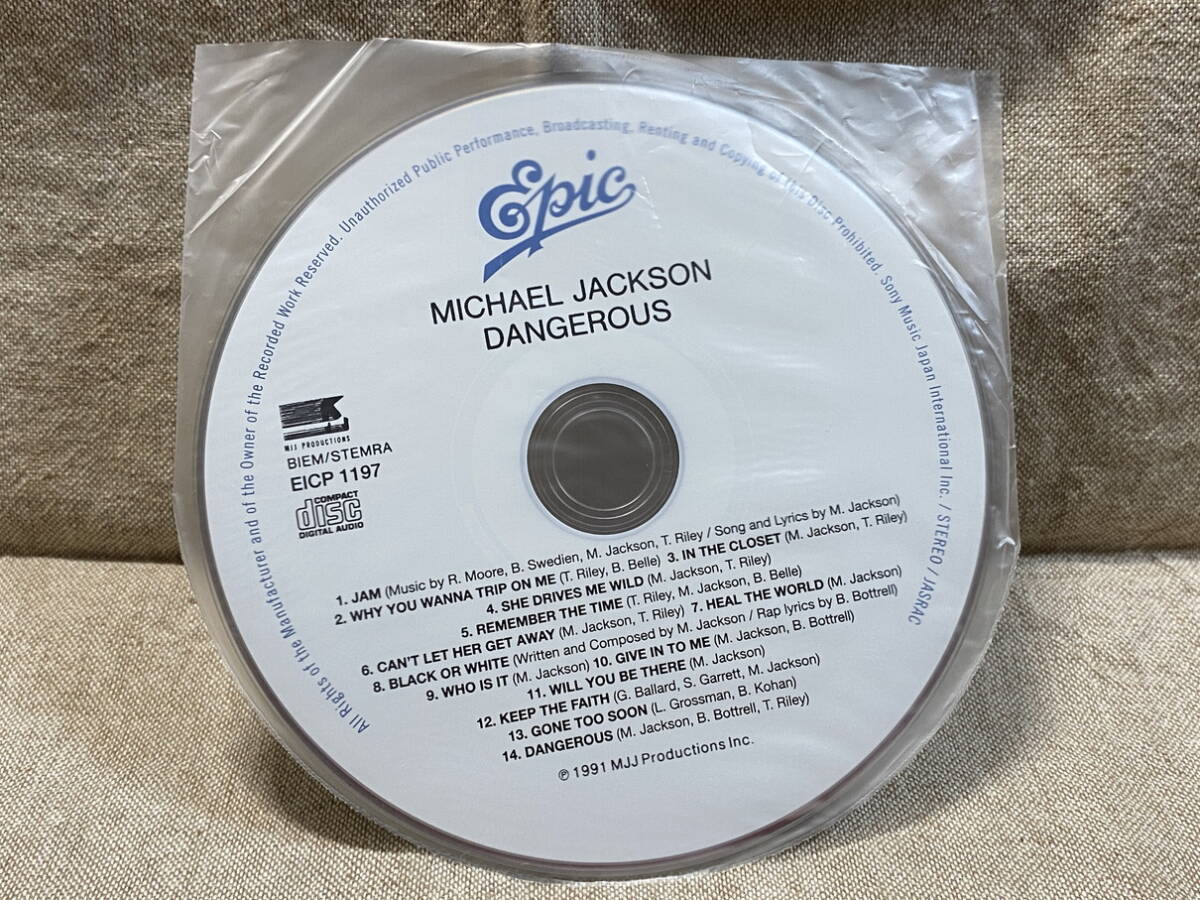 All Rights of the Manufacturer and of the Owner of the Recorded Work Reserved. Unauthorized Public Performance, Broadcasting, Renting and Copying of this Disc Prohibited. Sony Music Japan International Inc. / STEREO / JASRAC
Epic
MICHAEL JACKSON
DANGEROUS
MJJ PRODUCTIONS
BIEM/STEMRA
EICP 1197
COMPACT
disc
DIGITAL AUDIO
1. JAM (Music by R. Moore, B. Swedien, M. Jackson, T. Riley / Song and Lyrics by M. Jackson)
2. WHY YOU WANNA TRIP ON ME (T. Riley, B. Belle) 3. IN THE CLOSET (M. Jackson, T. Riley)
4. SHE DRIVES ME WILD (M. Jackson, T. Riley)
5. REMEMBER THE TIME (T. Riley, M. Jackson, B. Belle)
6. CAN'T LET HER GET AWAY (M. Jackson, T. Riley) 7. HEAL THE WORLD (M. Jackson)
8. BLACK OR WHITE (Written and Composed by M. Jackson / Rap lyrics by B. Bottrell)
9. WHO IS IT (M. Jackson) 10. GIVE IN TO ME (M. Jackson, B. Bottrell)
11. WILL YOU BE THERE (M. Jackson)
12. KEEP THE FAITH (G. Ballard, S. Garrett, M. Jackson)
13. GONE TOO SOON (L. Grossman, B. Kohan)
14. DANGEROUS (M. Jackson, B. Bottrell, T. Riley)
℗ 1991 MJJ Productions Inc.